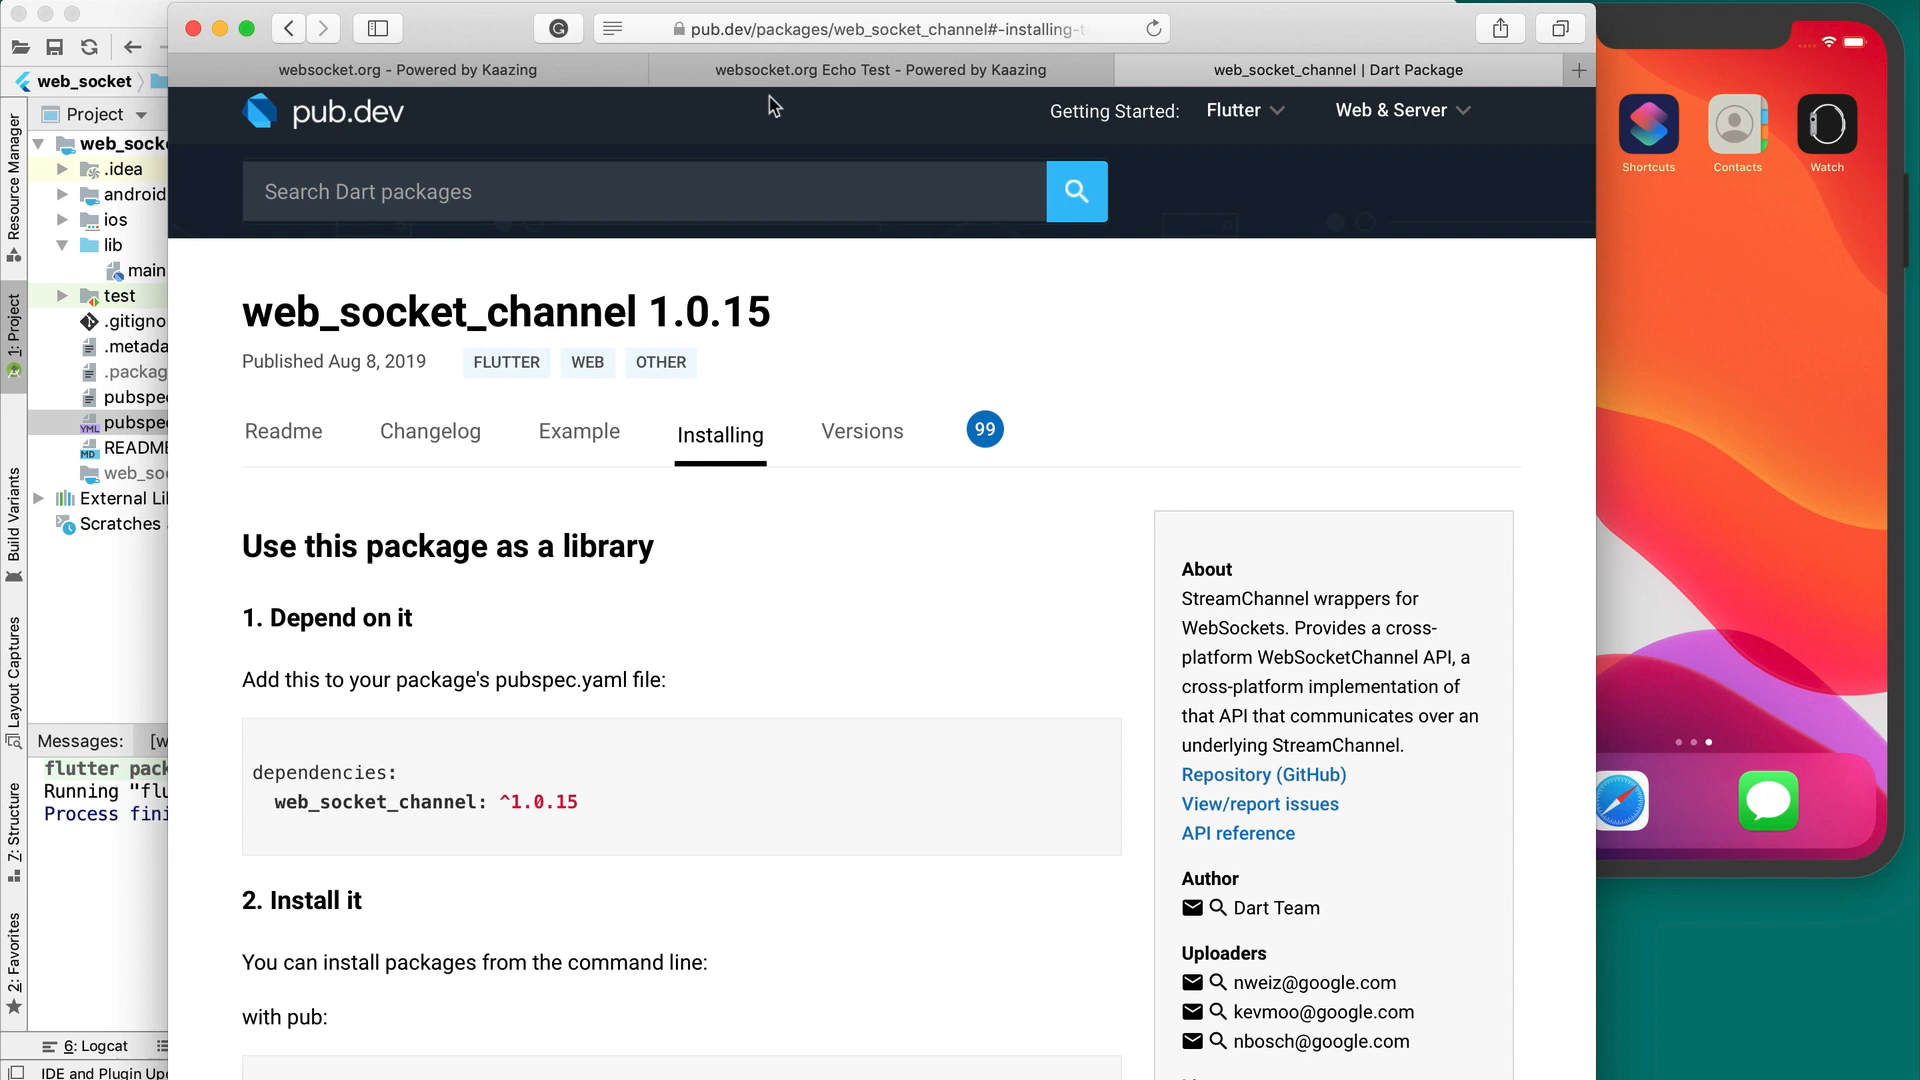 pub.dev/packages/web_socket_channel#-installing-t
websocket.org - Powered by Kaazing
websocket.org Echo Test - Powered by Kaazing
web_socket_channel | Dart Package
web_socket
Project
web_sock
.idea
android
ios
lib
main
test
.gitigno
.metada
.packag
pubspe
pubspe
README
web_so
External Li
Scratches
Resource Manager
1: Project
Build Variants
Layout Captures
7: Structure
2: Favorites
Messages:
[w
flutter pack
Running "flu
Process fini
6: Logcat
IDE and Plugin Upd
pub.dev
Getting Started:
Flutter
Web & Server
Search Dart packages
web_socket_channel 1.0.15
Published Aug 8, 2019
FLUTTER
WEB
OTHER
Readme
Changelog
Example
Installing
Versions
99
Use this package as a library
1. Depend on it
Add this to your package's pubspec.yaml file:
dependencies:
web_socket_channel: ^1.0.15
2. Install it
You can install packages from the command line:
with pub:
About
StreamChannel wrappers for
WebSockets. Provides a cross-
platform WebSocketChannel API, a
cross-platform implementation of
that API that communicates over an
underlying StreamChannel.
Repository (GitHub)
View/report issues
API reference
Author
Dart Team
Uploaders
nweiz@google.com
kevmoo@google.com
nbosch@google.com
Shortcuts
Contacts
Watch
YML
MD